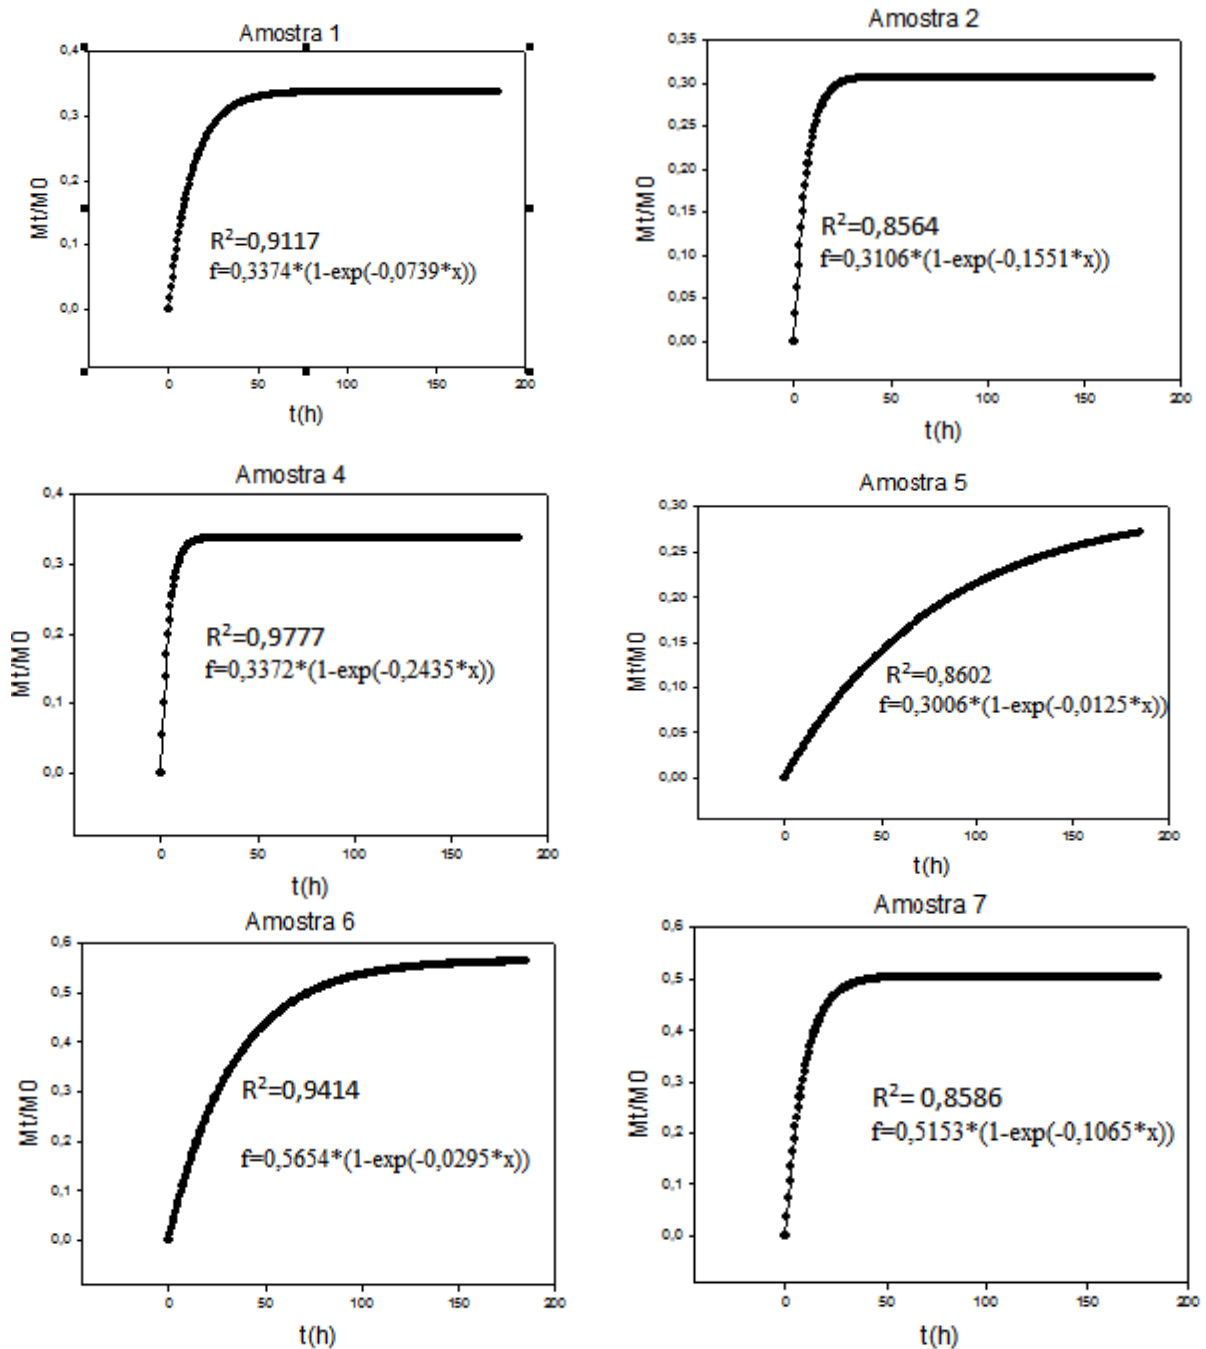 Amostra 1
0,4
0,3
0,2
0,1
0,0
Mt/M0
R²=0,9117
f=0,3374*(1-exp(-0,0739*x))
0 50 100 150 200
t(h)
Amostra 2
0,35
0,30
0,25
0,20
0,15
0,10
0,05
0,00
Mt/M0
R²=0,8564
f=0,3106*(1-exp(-0,1551*x))
0 50 100 150 200
t(h)
Amostra 4
0,4
0,3
0,2
0,1
0,0
Mt/M0
R²=0,9777
f=0,3372*(1-exp(-0,2435*x))
0 50 100 150 200
t(h)
Amostra 5
0,30
0,25
0,20
0,15
0,10
0,05
0,00
Mt/M0
R²=0,8602
f=0,3006*(1-exp(-0,0125*x))
0 50 100 150 200
t(h)
Amostra 6
0,6
0,5
0,4
0,3
0,2
0,1
0,0
Mt/M0
R²=0,9414
f=0,5654*(1-exp(-0,0295*x))
0 50 100 150 200
t(h)
Amostra 7
0,6
0,5
0,4
0,3
0,2
0,1
0,0
Mt/M0
R²= 0,8586
f=0,5153*(1-exp(-0,1065*x))
0 50 100 150 200
t(h)